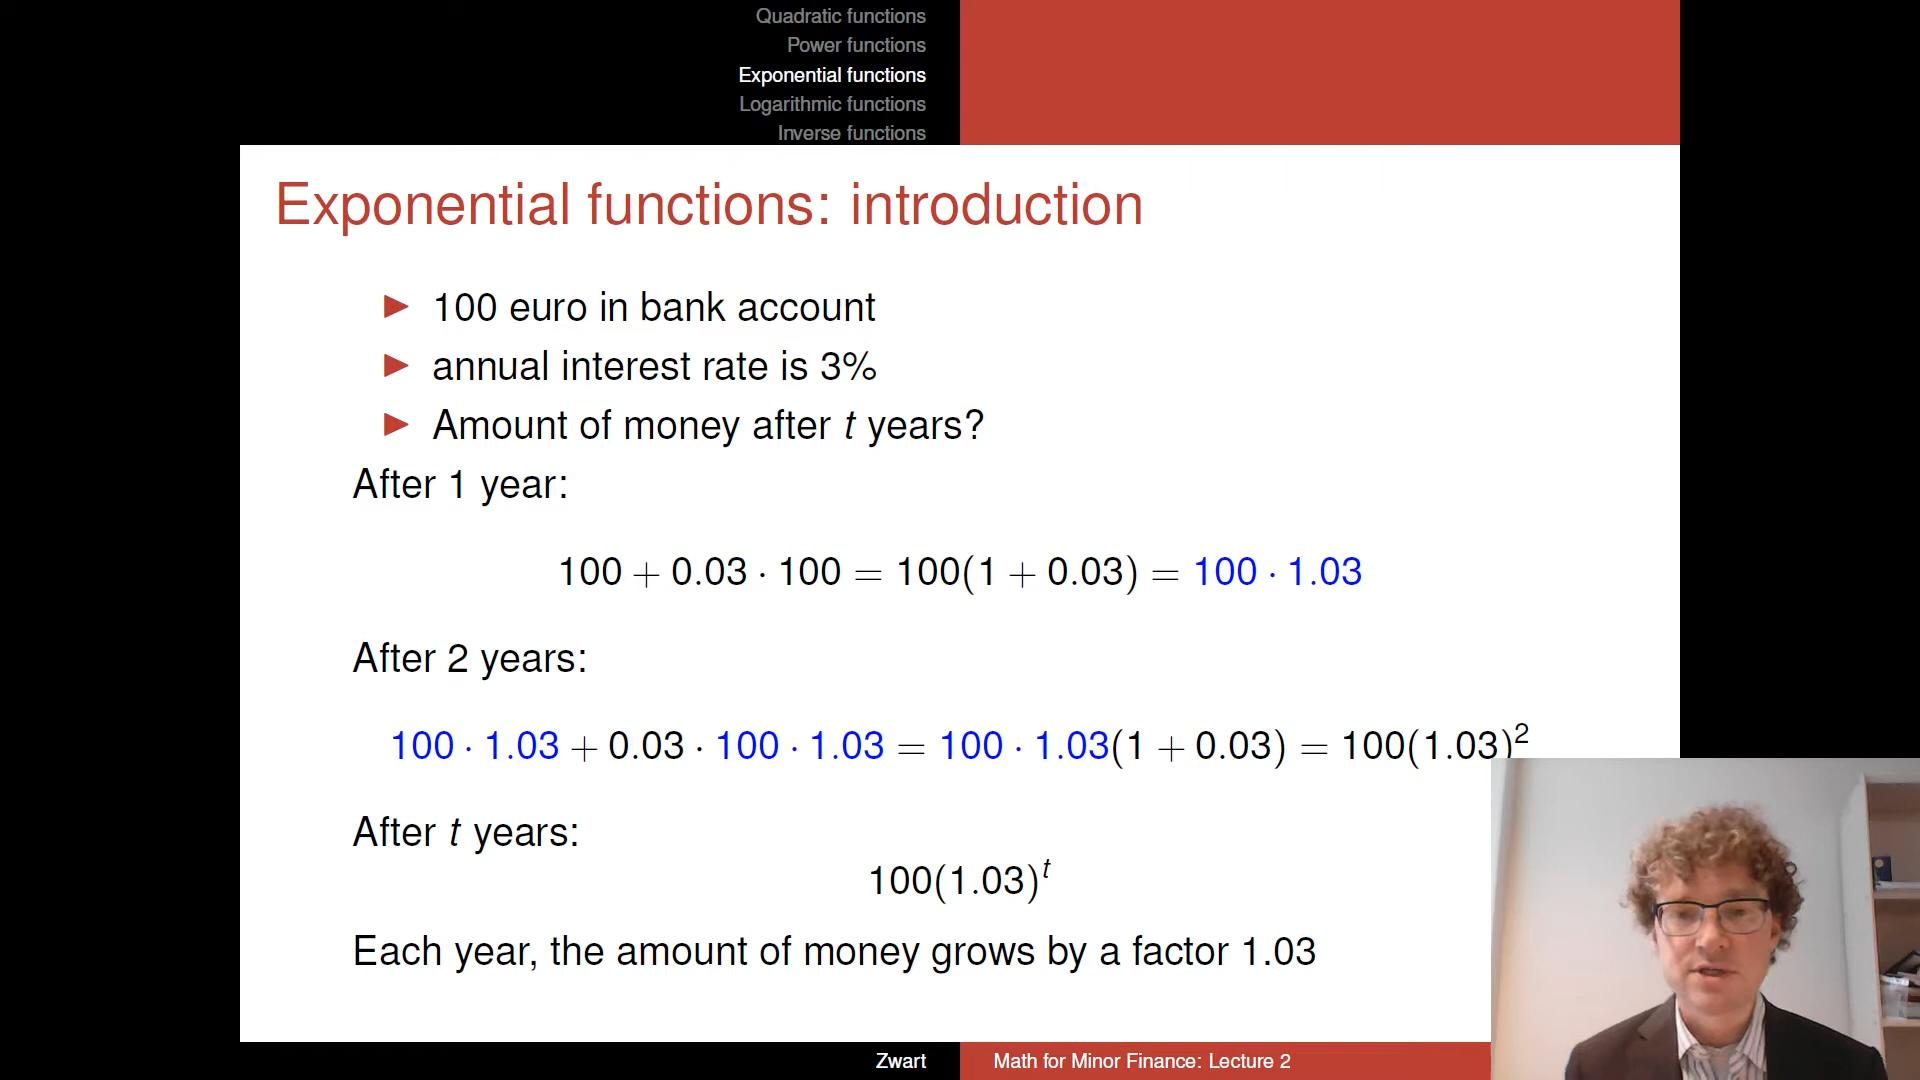 Quadratic functions
Power functions
Exponential functions
Logarithmic functions
Inverse functions
Exponential functions: introduction
▶ 100 euro in bank account
▶ annual interest rate is 3%
▶ Amount of money after t years?
After 1 year:
100 + 0.03 · 100 = 100(1 + 0.03) = 100 · 1.03
After 2 years:
100 · 1.03 + 0.03 · 100 · 1.03 = 100 · 1.03(1 + 0.03) = 100(1.03)²
After t years:
100(1.03)ᵗ
Each year, the amount of money grows by a factor 1.03
Zwart Math for Minor Finance: Lecture 2